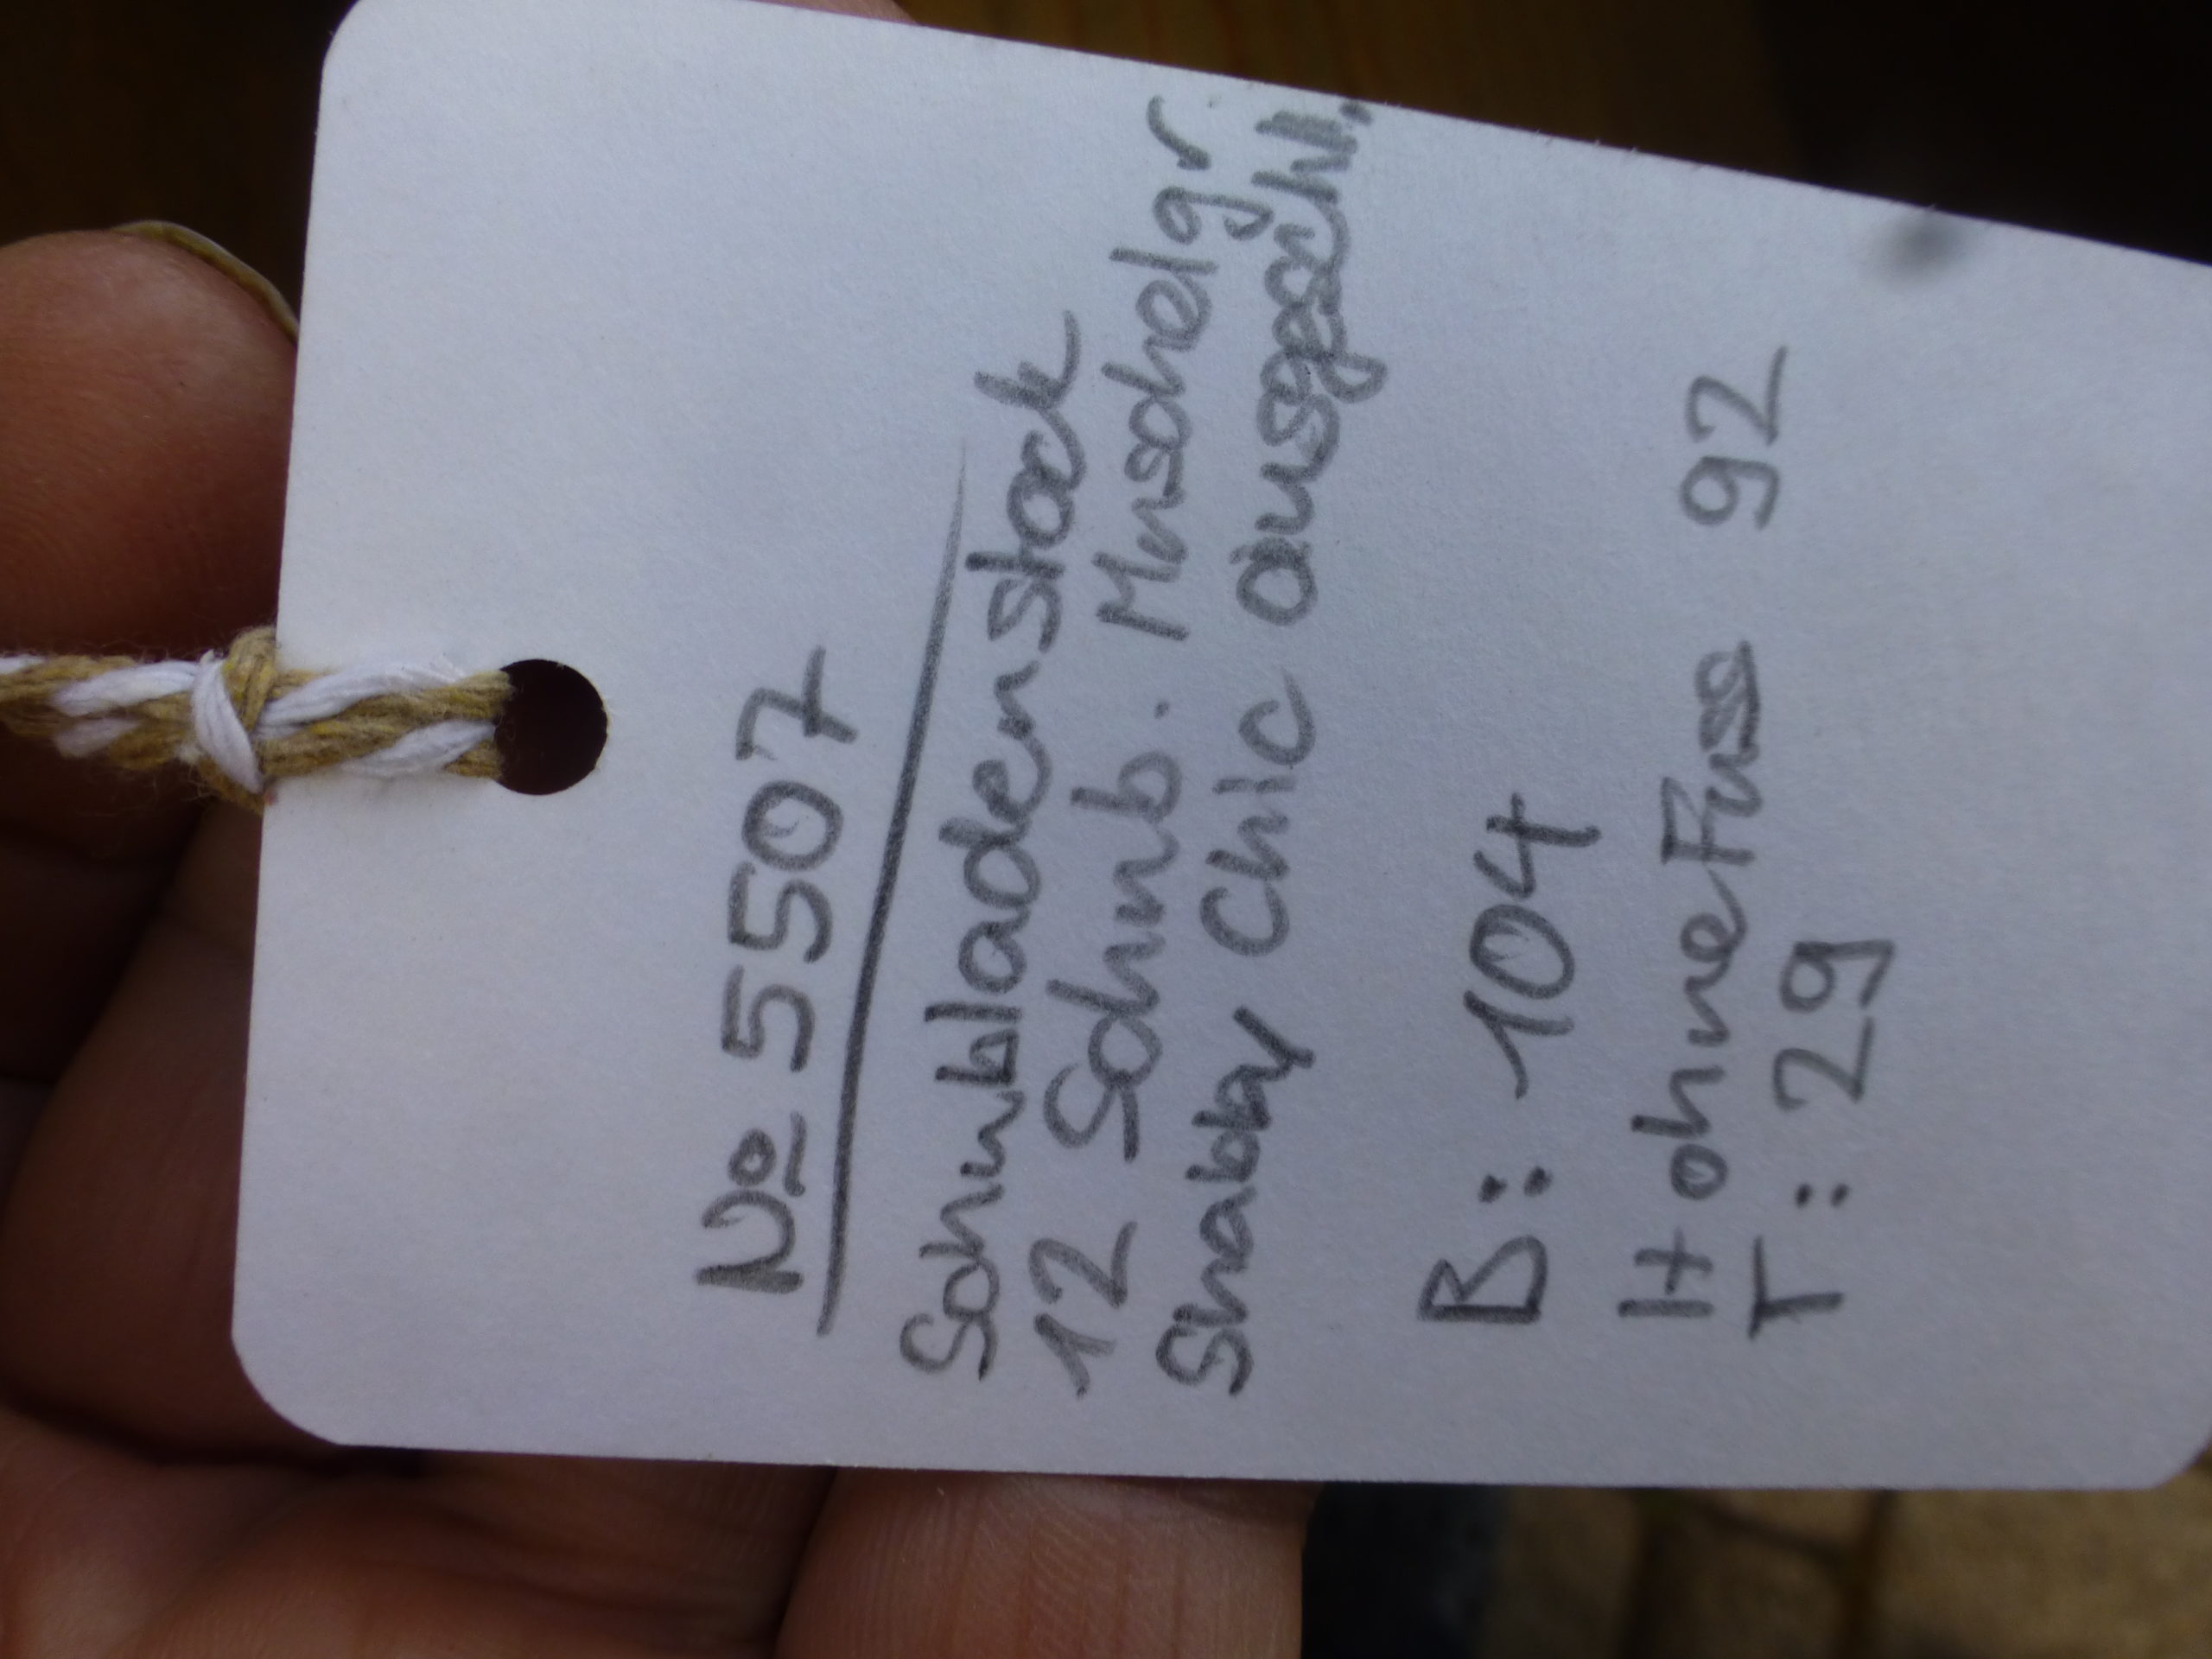 Nº 5507
Schubladenstock
12 Schub. Muschelgr
Shabby Chic ausgeschl,
B: 104
H ohne Fuss 92
T: 29